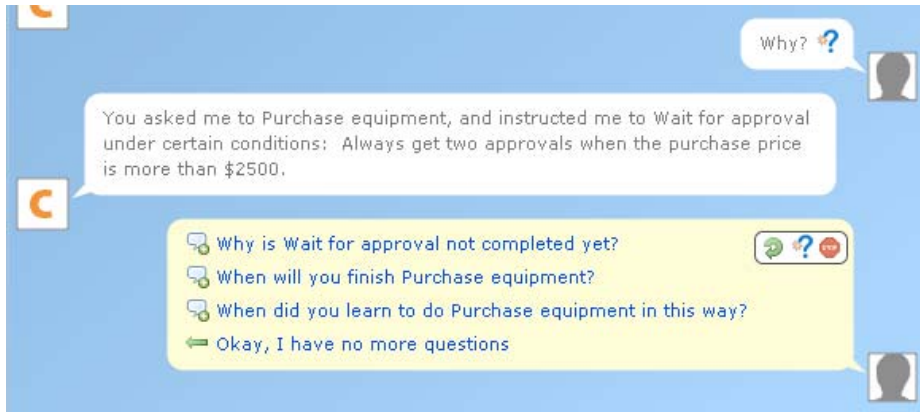 Why?
You asked me to Purchase equipment, and instructed me to Wait for approval
under certain conditions: Always get two approvals when the purchase price
is more than $2500.
Why is Wait for approval not completed yet?
When will you finish Purchase equipment?
When did you learn to do Purchase equipment in this way?
Okay, I have no more questions